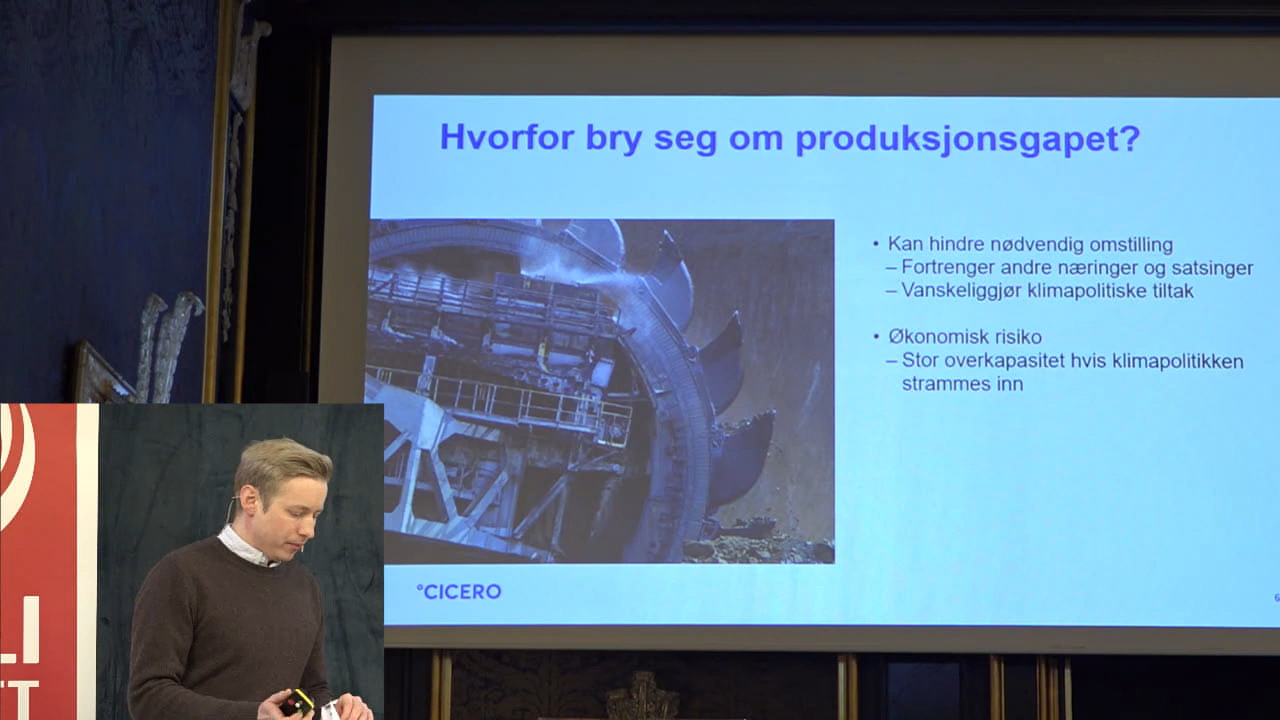 Hvorfor bry seg om produksjonsgapet?
• Kan hindre nødvendig omstilling
– Fortrenger andre næringer og satsinger
– Vanskeliggjør klimapolitiske tiltak
• Økonomisk risiko
– Stor overkapasitet hvis klimapolitikken
strammes inn
°CICERO
6